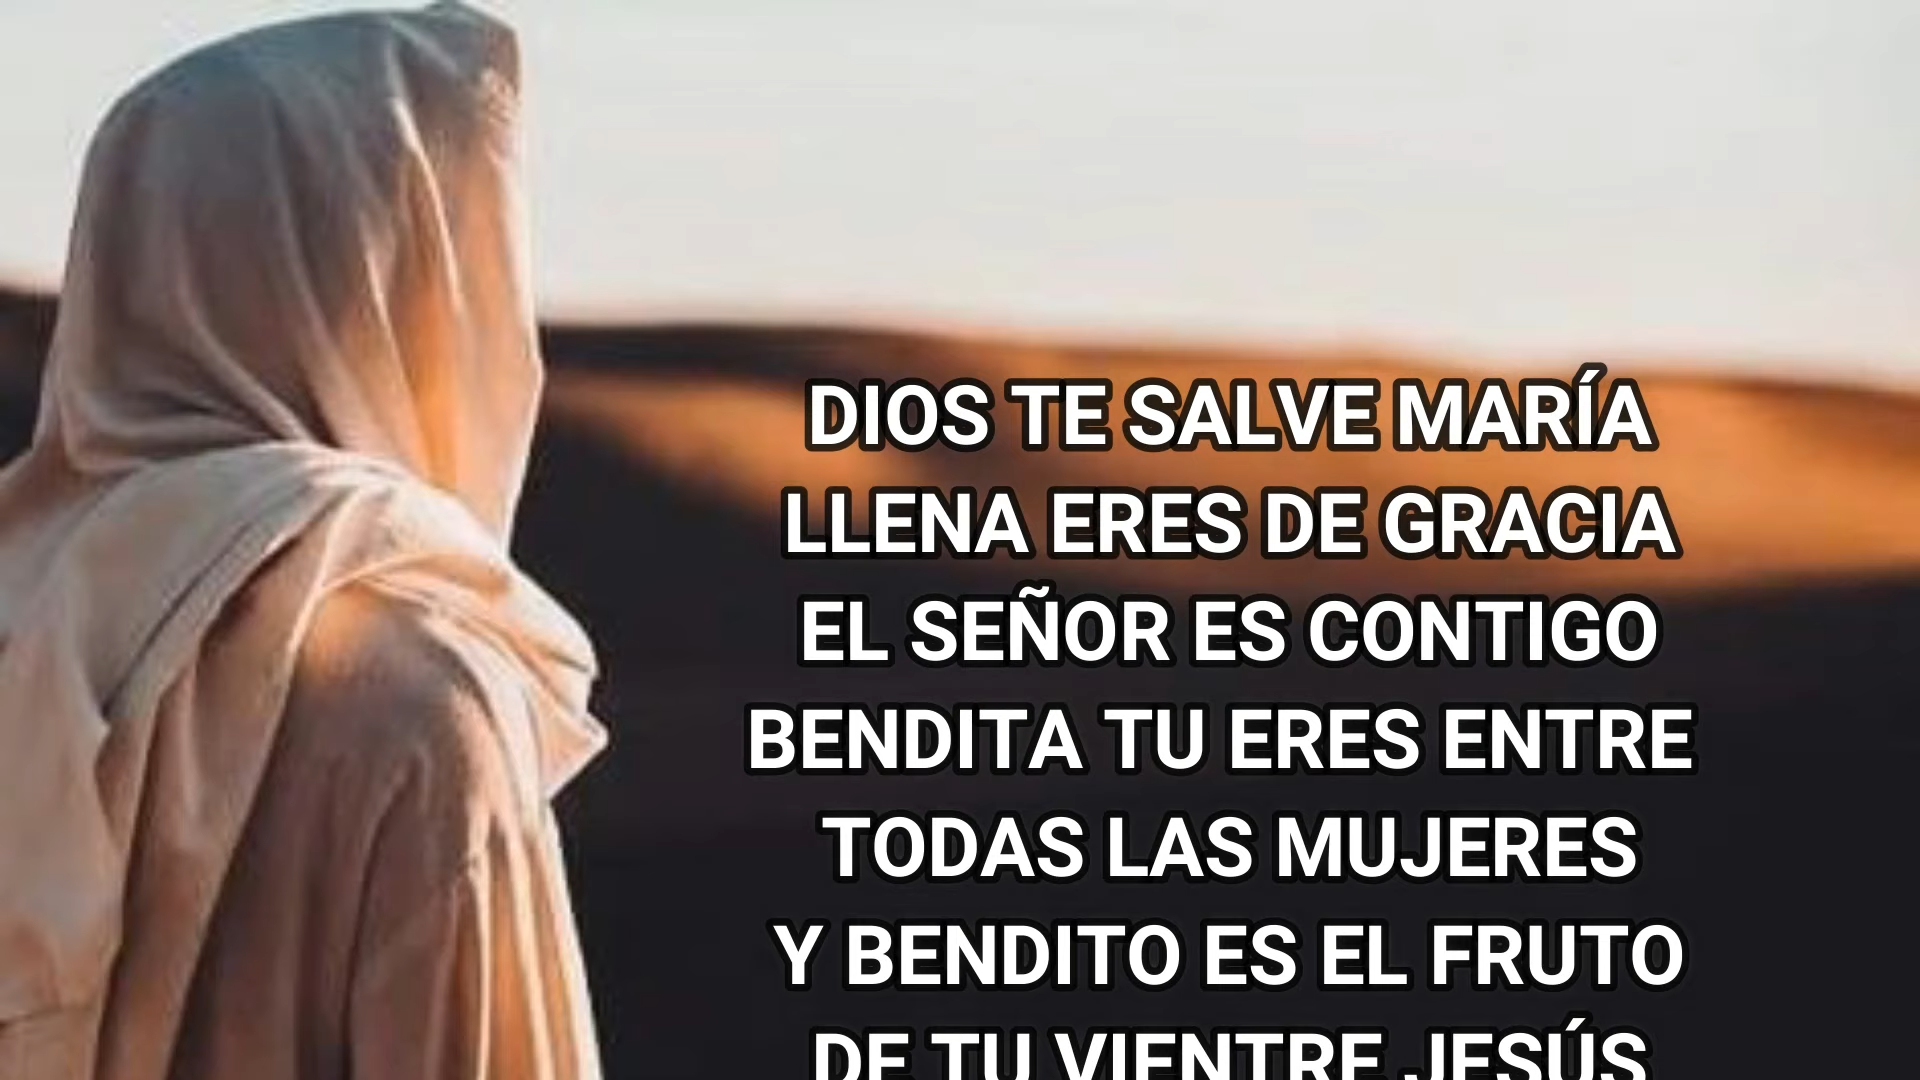 DIOS TE SALVE MARÍA
LLENA ERES DE GRACIA
EL SEÑOR ES CONTIGO
BENDITA TU ERES ENTRE
TODAS LAS MUJERES
Y BENDITO ES EL FRUTO
DE TU VIENTRE JESÚS